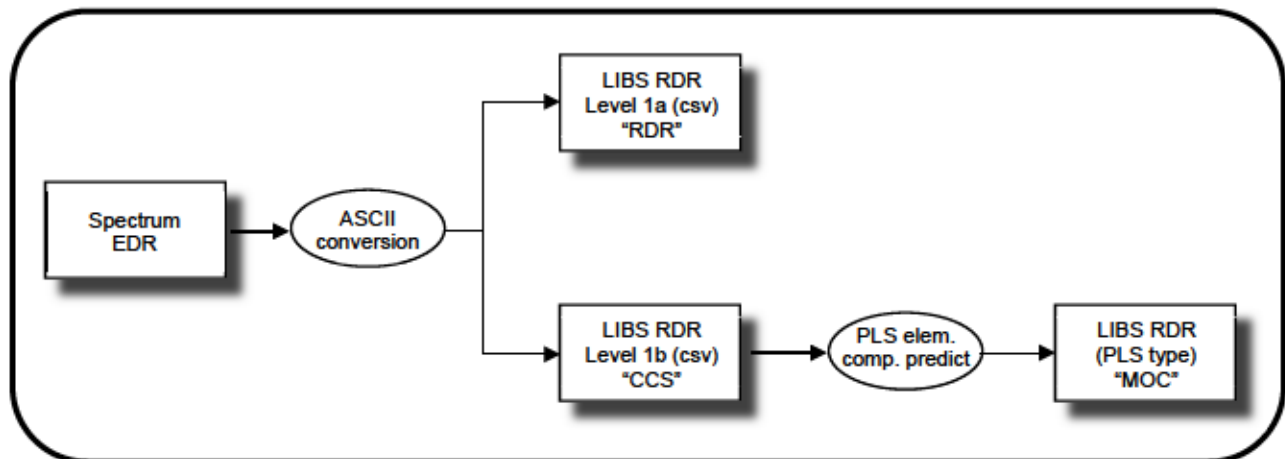 Spectrum
EDR
ASCII
conversion
LIBS RDR
Level 1a (csv)
“RDR”
LIBS RDR
Level 1b (csv)
“CCS”
PLS elem.
comp. predict
LIBS RDR
(PLS type)
“MOC”